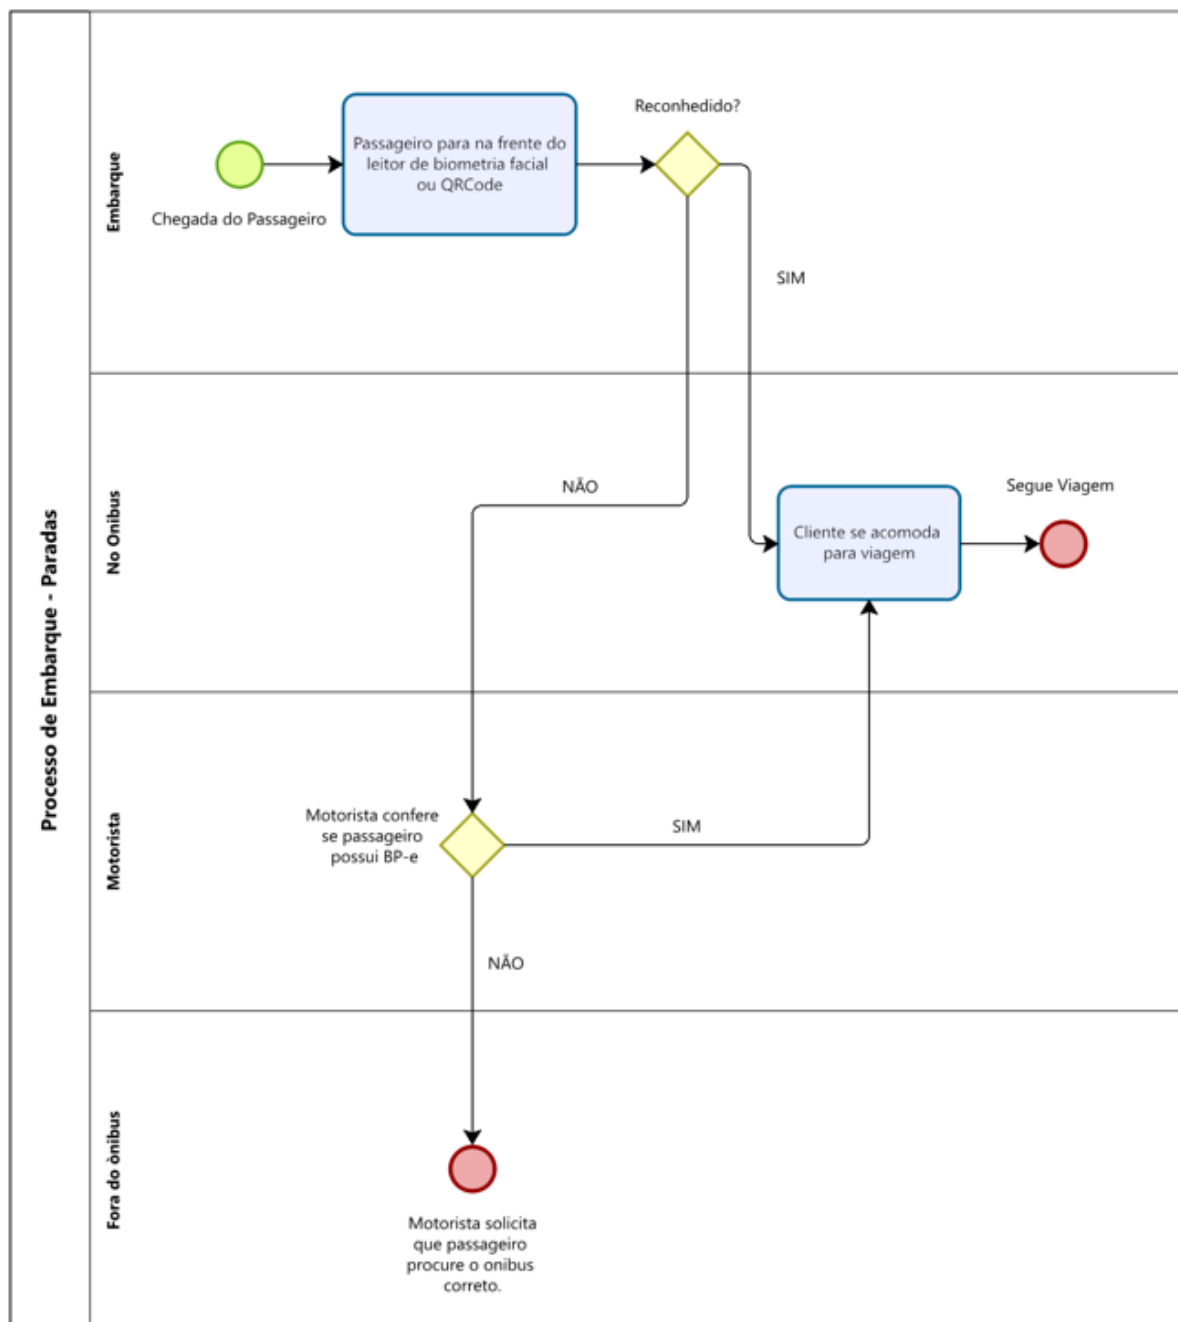 Processo de Embarque - Paradas
Embarque
Chegada do Passageiro
Passageiro para na frente do
leitor de biometria facial
ou QRCode
Reconhedido?
SIM
No Onibus
NÃO
Cliente se acomoda
para viagem
Segue Viagem
Motorista
Motorista confere
se passageiro
possui BP-e
SIM
NÃO
Fora do ònibus
Motorista solicita
que passageiro
procure o onibus
correto.